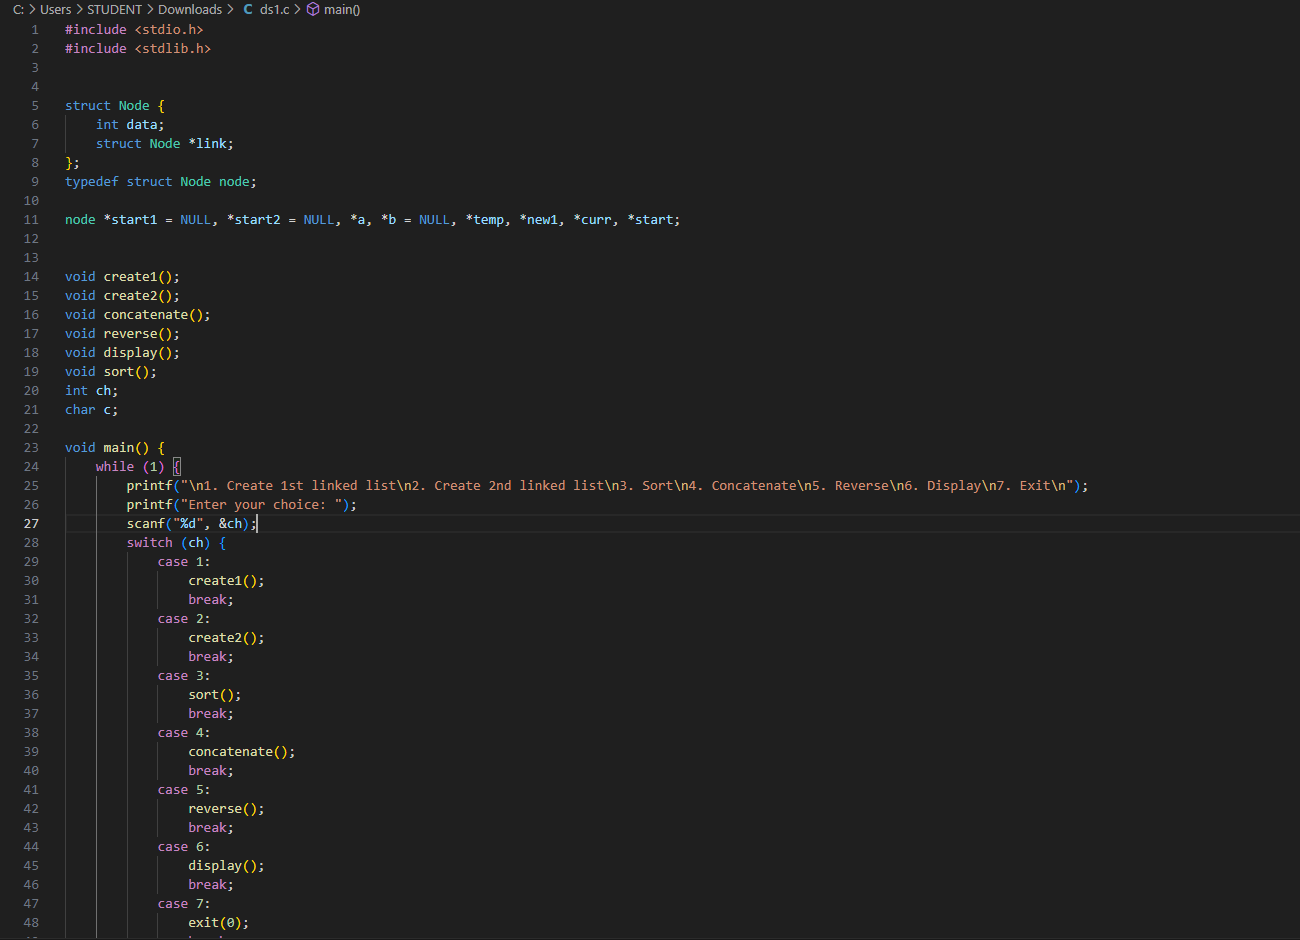 C: > Users > STUDENT > Downloads > C ds1.c > main()
1 #include <stdio.h>
2 #include <stdlib.h>
3
4
5 struct Node {
6     int data;
7     struct Node *link;
8 };
9 typedef struct Node node;
10
11 node *start1 = NULL, *start2 = NULL, *a, *b = NULL, *temp, *new1, *curr, *start;
12
13
14 void create1();
15 void create2();
16 void concatenate();
17 void reverse();
18 void display();
19 void sort();
20 int ch;
21 char c;
22
23 void main() {
24     while (1) {
25         printf("\n1. Create 1st linked list\n2. Create 2nd linked list\n3. Sort\n4. Concatenate\n5. Reverse\n6. Display\n7. Exit\n");
26         printf("Enter your choice: ");
27         scanf("%d", &ch);
28         switch (ch) {
29             case 1:
30                 create1();
31                 break;
32             case 2:
33                 create2();
34                 break;
35             case 3:
36                 sort();
37                 break;
38             case 4:
39                 concatenate();
40                 break;
41             case 5:
42                 reverse();
43                 break;
44             case 6:
45                 display();
46                 break;
47             case 7:
48                 exit(0);